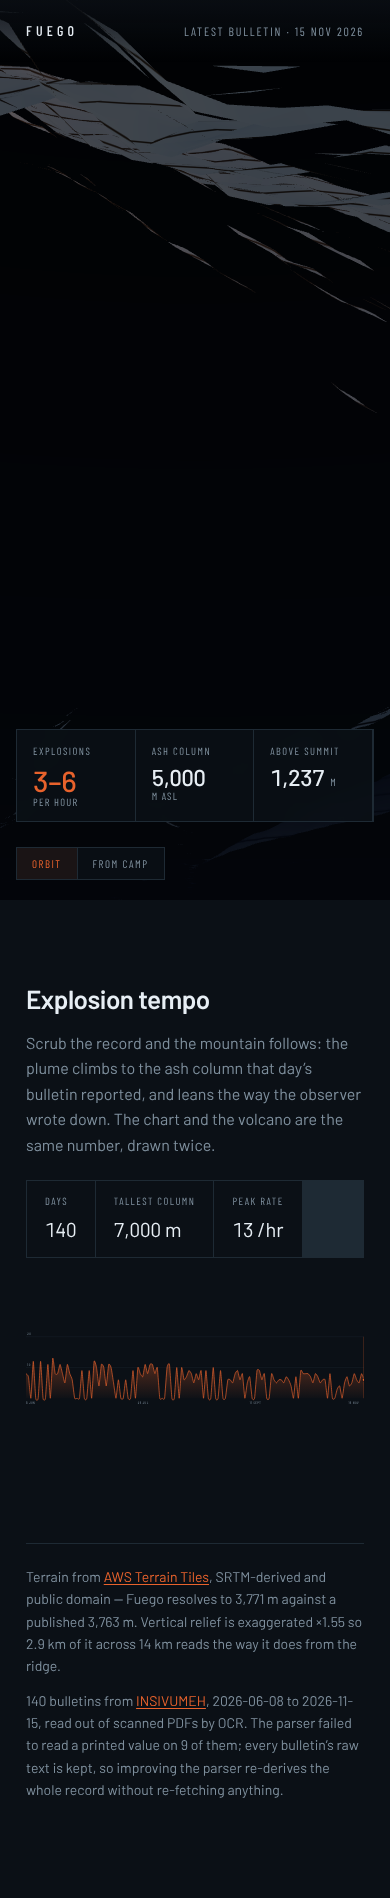 FUEGO
LATEST BULLETIN · 15 NOV 2026
EXPLOSIONS
3–6
PER HOUR
ASH COLUMN
5,000
M ASL
ABOVE SUMMIT
1,237 M
ORBIT
FROM CAMP
Explosion tempo
Scrub the record and the mountain follows: the
plume climbs to the ash column that day’s
bulletin reported, and leans the way the observer
wrote down. The chart and the volcano are the
same number, drawn twice.
DAYS
140
TALLEST COLUMN
7,000 m
PEAK RATE
13 /hr
Terrain from AWS Terrain Tiles, SRTM-derived and
public domain — Fuego resolves to 3,771 m against a
published 3,763 m. Vertical relief is exaggerated ×1.55 so
2.9 km of it across 14 km reads the way it does from the
ridge.
140 bulletins from INSIVUMEH, 2026-06-08 to 2026-11-
15, read out of scanned PDFs by OCR. The parser failed
to read a printed value on 9 of them; every bulletin’s raw
text is kept, so improving the parser re-derives the
whole record without re-fetching anything.